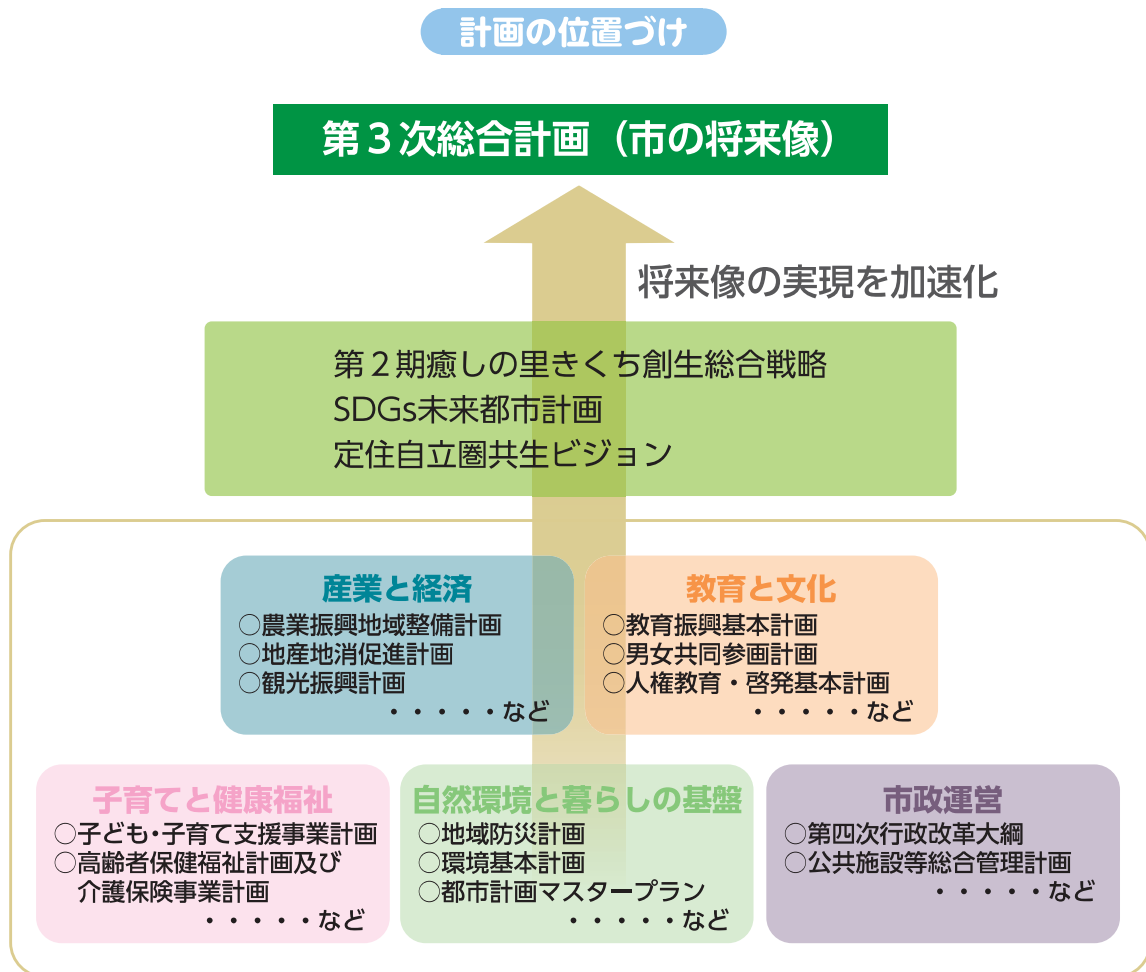 計画の位置づけ
第３次総合計画（市の将来像）
将来像の実現を加速化
第２期癒しの里きくち創生総合戦略
SDGs未来都市計画
定住自立圏共生ビジョン
産業と経済
○農業振興地域整備計画
○地産地消促進計画
○観光振興計画
・・・・・など
教育と文化
○教育振興基本計画
○男女共同参画計画
○人権教育・啓発基本計画
・・・・・など
子育てと健康福祉
○子ども・子育て支援事業計画
○高齢者保健福祉計画及び
介護保険事業計画
・・・・・など
自然環境と暮らしの基盤
○地域防災計画
○環境基本計画
○都市計画マスタープラン
・・・・・など
市政運営
○第四次行政改革大綱
○公共施設等総合管理計画
・・・・・など